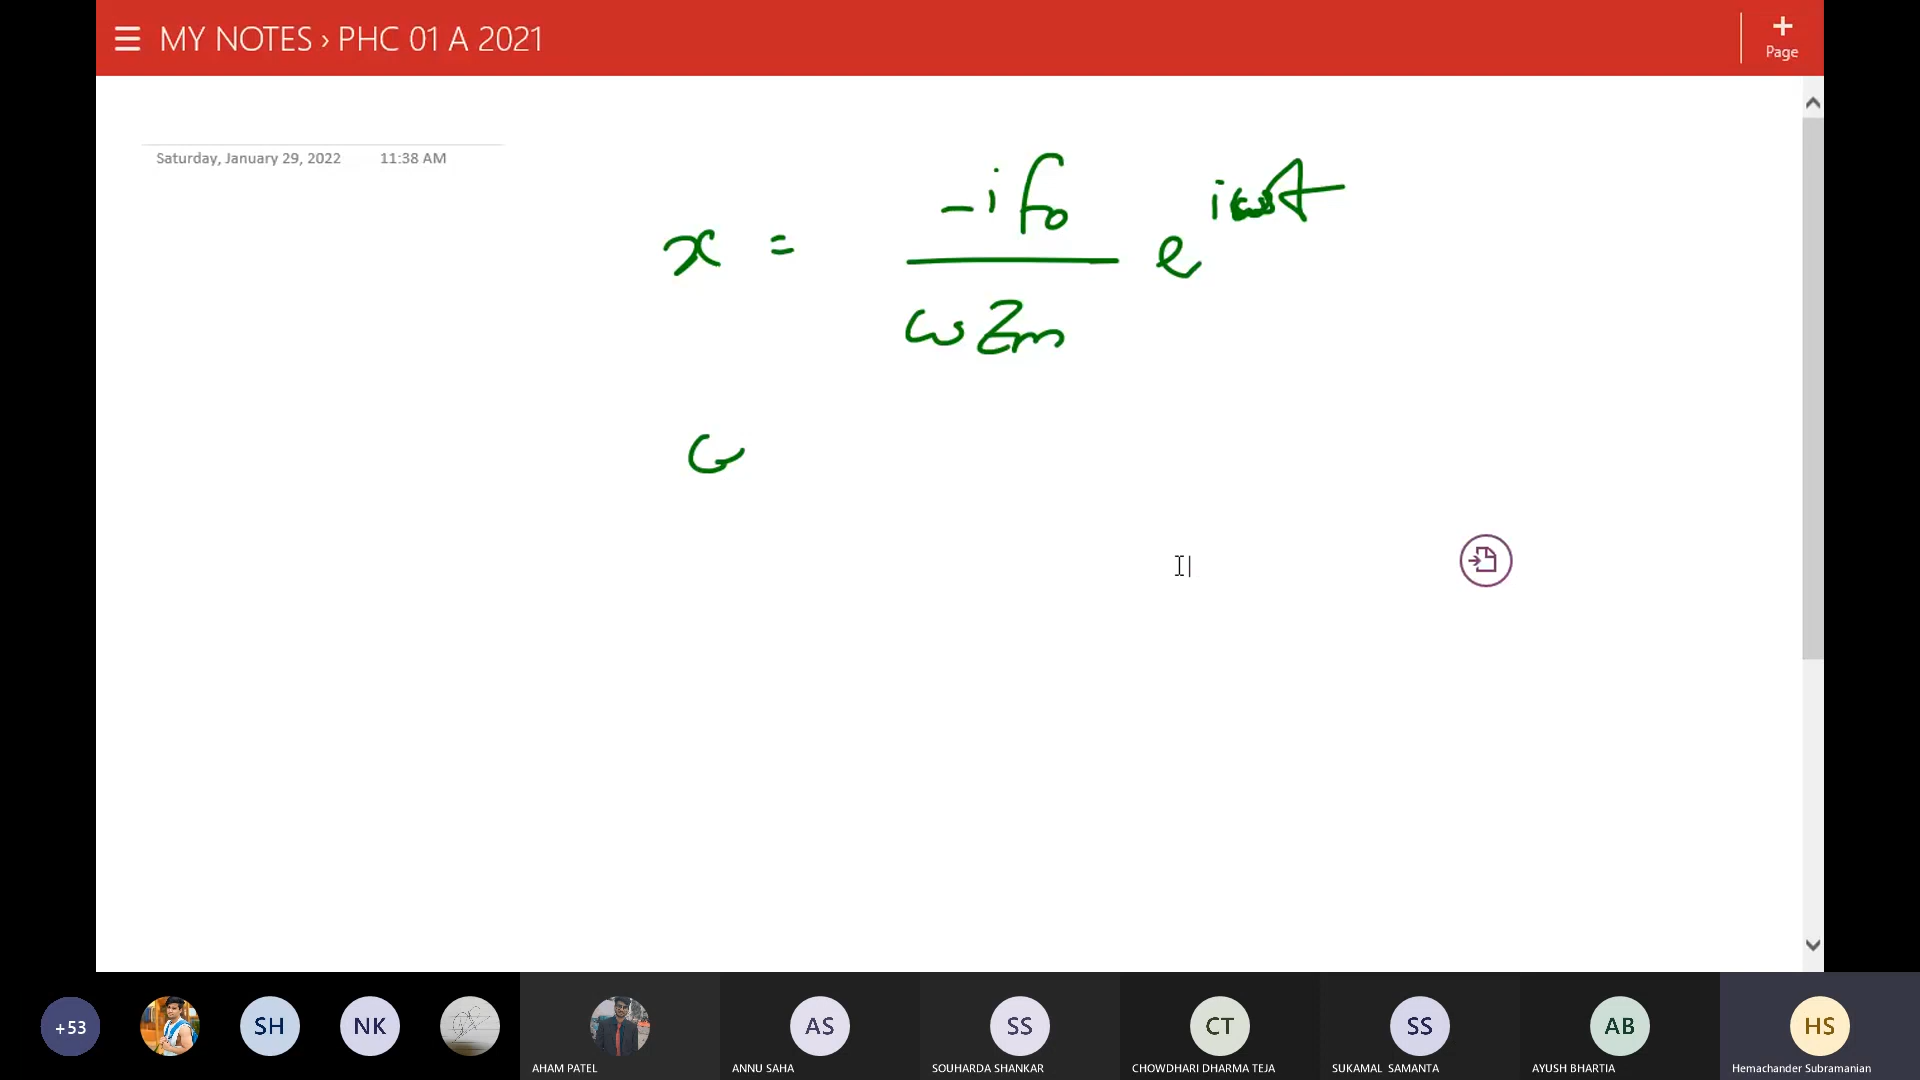 MY NOTES › PHC 01 A 2021
+
Page
Saturday, January 29, 2022 11:38 AM
x = -iF₀ / ωZm e^iωt
+53
SH
NK
AS
SS
CT
SS
AB
HS
AHAM PATEL
ANNU SAHA
SOUHARDA SHANKAR
CHOWDHARI DHARMA TEJA
SUKAMAL SAMANTA
AYUSH BHARTIA
Hemachander Subramanian